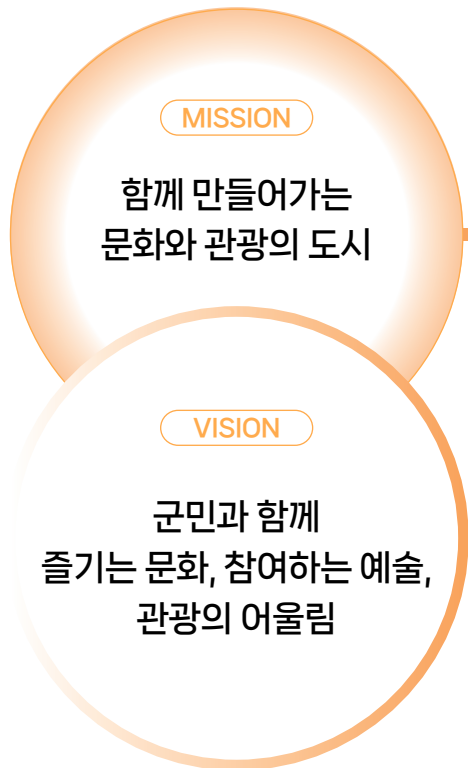 MISSION
함께 만들어가는
문화와 관광의 도시
VISION
군민과 함께
즐기는 문화, 참여하는 예술,
관광의 어울림